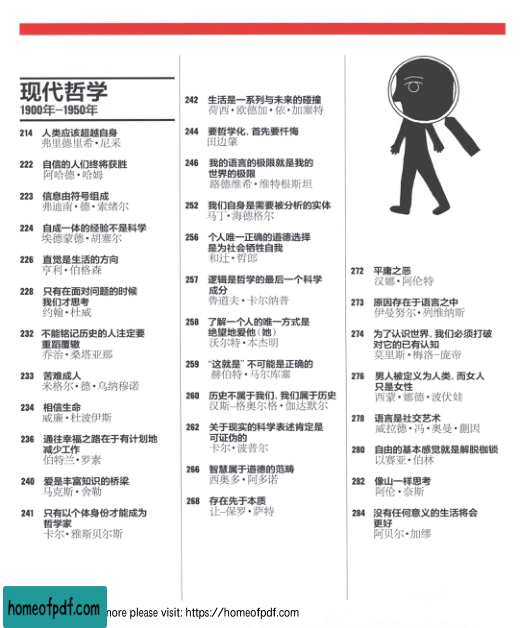 现代哲学
1900年–1950年
214 人类应该超越自身
弗里德里希·尼采
222 自信的人们终将获胜
阿哈德·哈姆
223 信息由符号组成
弗迪南·德·索绪尔
224 自成一体的经验不是科学
埃德蒙德·胡塞尔
226 直觉是生活的方向
亨利·伯格森
228 只有在面对问题的时候
我们才思考
约翰·杜威
232 不能铭记历史的人注定要
重蹈覆辙
乔治·桑塔亚那
233 苦难成人
米格尔·德·乌纳穆诺
234 相信生命
威廉·杜波伊斯
236 通往幸福之路在于有计划地
减少工作
伯特兰·罗素
240 爱是丰富知识的桥梁
马克斯·舍勒
241 只有以个体身份才能成为
哲学家
卡尔·雅斯贝尔斯
242 生活是一系列与未来的碰撞
荷西·欧德加·依·加塞特
244 要哲学化，首先要忏悔
田边肇
246 我的语言的极限就是我的
世界的极限
路德维希·维特根斯坦
252 我们自身是需要被分析的实体
马丁·海德格尔
256 个人唯一正确的道德选择
是为社会牺牲自我
和辻·哲郎
257 逻辑是哲学的最后一个科学
成分
鲁道夫·卡尔纳普
258 了解一个人的唯一方式是
绝望地爱他（她）
沃尔特·本杰明
259 “这就是”不可能是正确的
赫伯特·马尔库塞
260 历史不属于我们，我们属于历史
汉斯–格奥尔格·伽达默尔
262 关于现实的科学表述肯定是
可证伪的
卡尔·波普尔
266 智慧属于道德的范畴
西奥多·阿多诺
268 存在先于本质
让–保罗·萨特
272 平庸之恶
汉娜·阿伦特
273 原因存在于语言之中
伊曼努尔·列维纳斯
274 为了认识世界，我们必须打破
对它的已有认知
莫里斯·梅洛–庞帝
276 男人被定义为人类，而女人
只是女性
西蒙·娜德·波伏娃
278 语言是社交艺术
威拉德·冯·奥曼·蒯因
280 自由的基本感觉就是解脱枷锁
以赛亚·伯林
282 像山一样思考
阿伦·奈斯
284 没有任何意义的生活将会
更好
阿贝尔·加缪
homeofpdf.com more please visit: https://homeofpdf.com